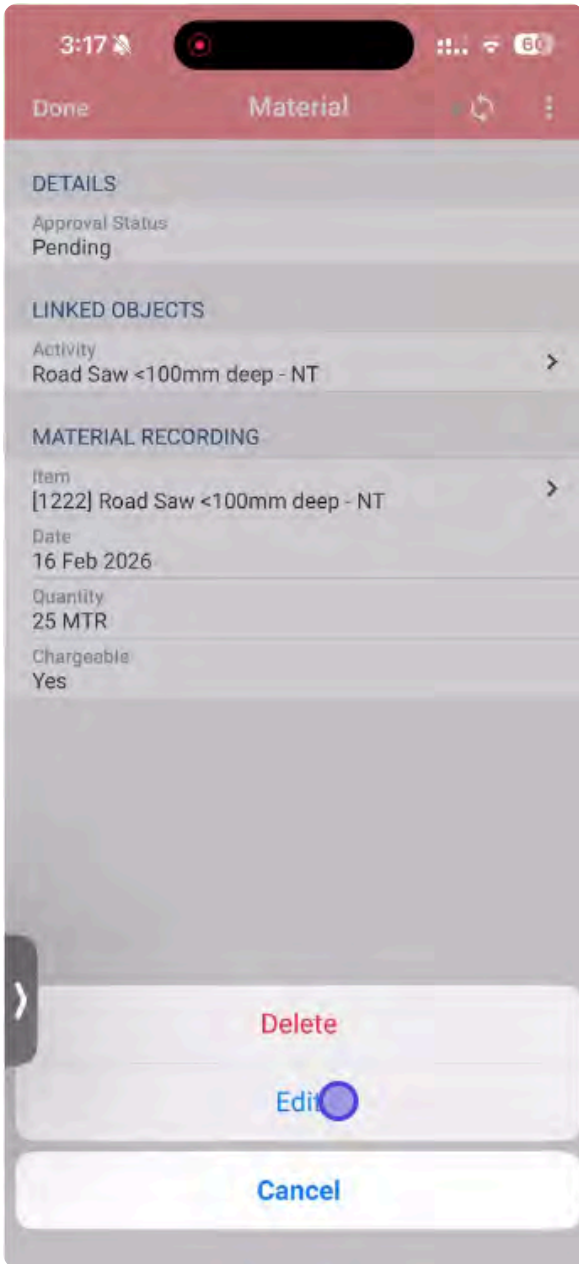 3:17
60
Done
Material
DETAILS
Approval Status
Pending
LINKED OBJECTS
Activity
Road Saw <100mm deep - NT
MATERIAL RECORDING
Item
[1222] Road Saw <100mm deep - NT
Date
16 Feb 2026
Quantity
25 MTR
Chargeable
Yes
Delete
Edit
Cancel